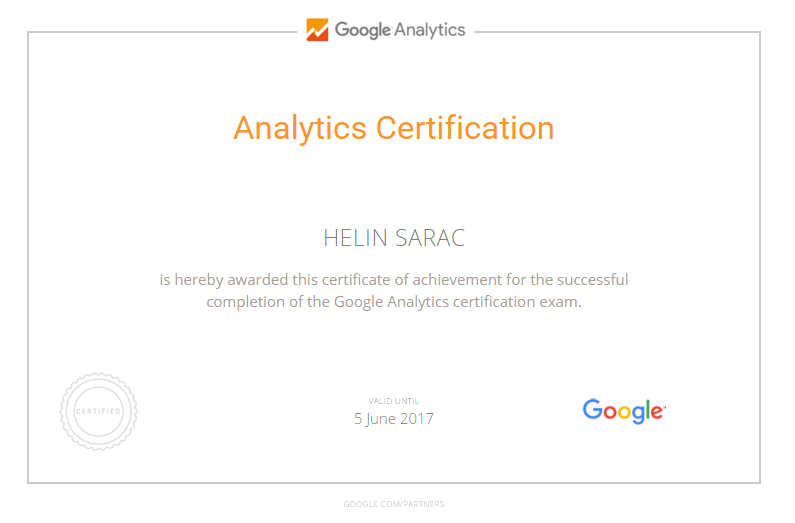 Google Analytics
Analytics Certification
HELIN SARAC
is hereby awarded this certificate of achievement for the successful
completion of the Google Analytics certification exam.
CERTIFIED
VALID UNTIL
5 June 2017
Google™
GOOGLE.COM/PARTNERS